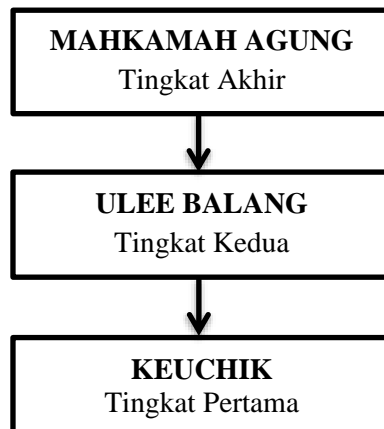 MAHKAMAH AGUNG
Tingkat Akhir
ULEE BALANG
Tingkat Kedua
KEUCHIK
Tingkat Pertama